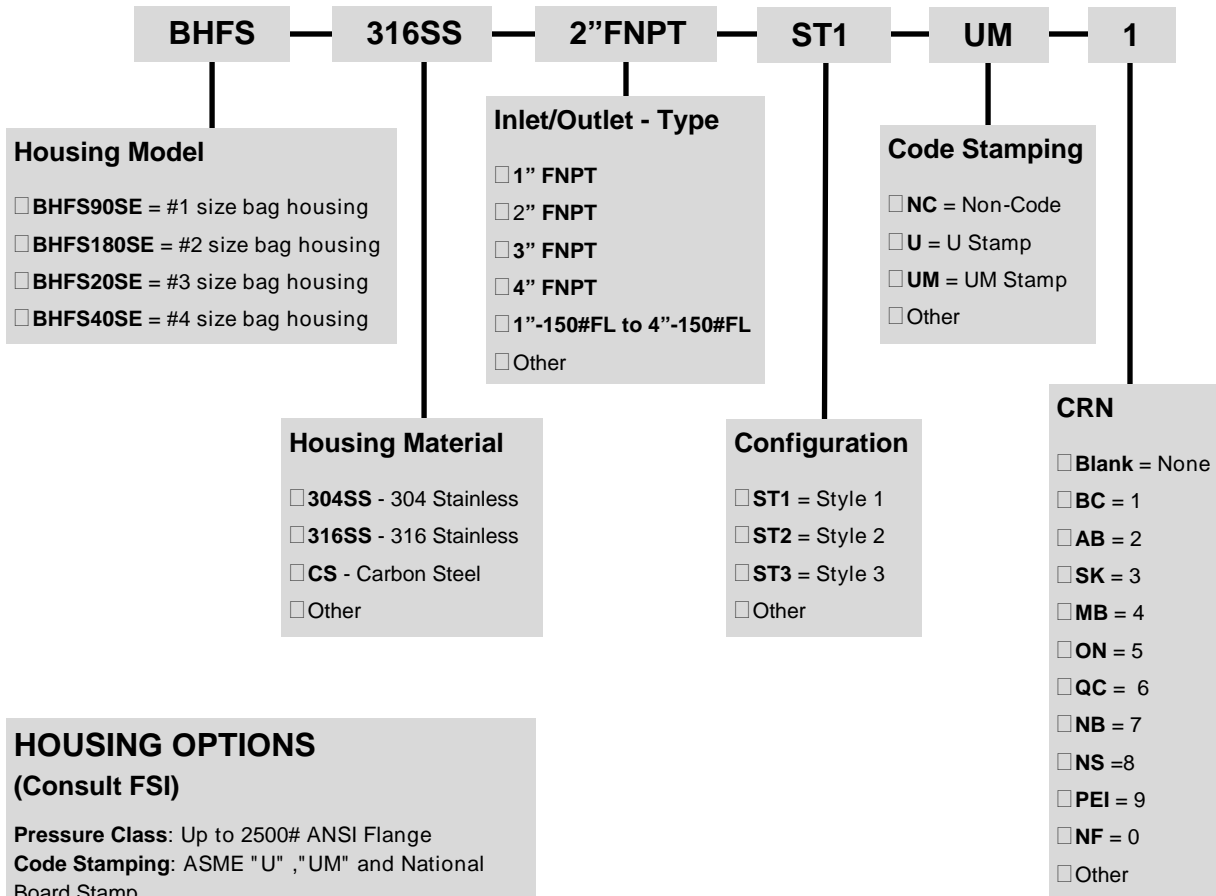 BHFS 316SS 2”FNPT ST1 UM 1
Housing Model
BHFS90SE = #1 size bag housing
BHFS180SE = #2 size bag housing
BHFS20SE = #3 size bag housing
BHFS40SE = #4 size bag housing
Inlet/Outlet - Type
1” FNPT
2” FNPT
3” FNPT
4” FNPT
1”-150#FL to 4”-150#FL
Other
Code Stamping
NC = Non-Code
U = U Stamp
UM = UM Stamp
Other
Housing Material
304SS - 304 Stainless
316SS - 316 Stainless
CS - Carbon Steel
Other
Configuration
ST1 = Style 1
ST2 = Style 2
ST3 = Style 3
Other
CRN
Blank = None
BC = 1
AB = 2
SK = 3
MB = 4
ON = 5
QC = 6
NB = 7
NS =8
PEI = 9
NF = 0
Other
HOUSING OPTIONS
(Consult FSI)
Pressure Class: Up to 2500# ANSI Flange
Code Stamping: ASME "U" ,"UM" and National
Board Stamp